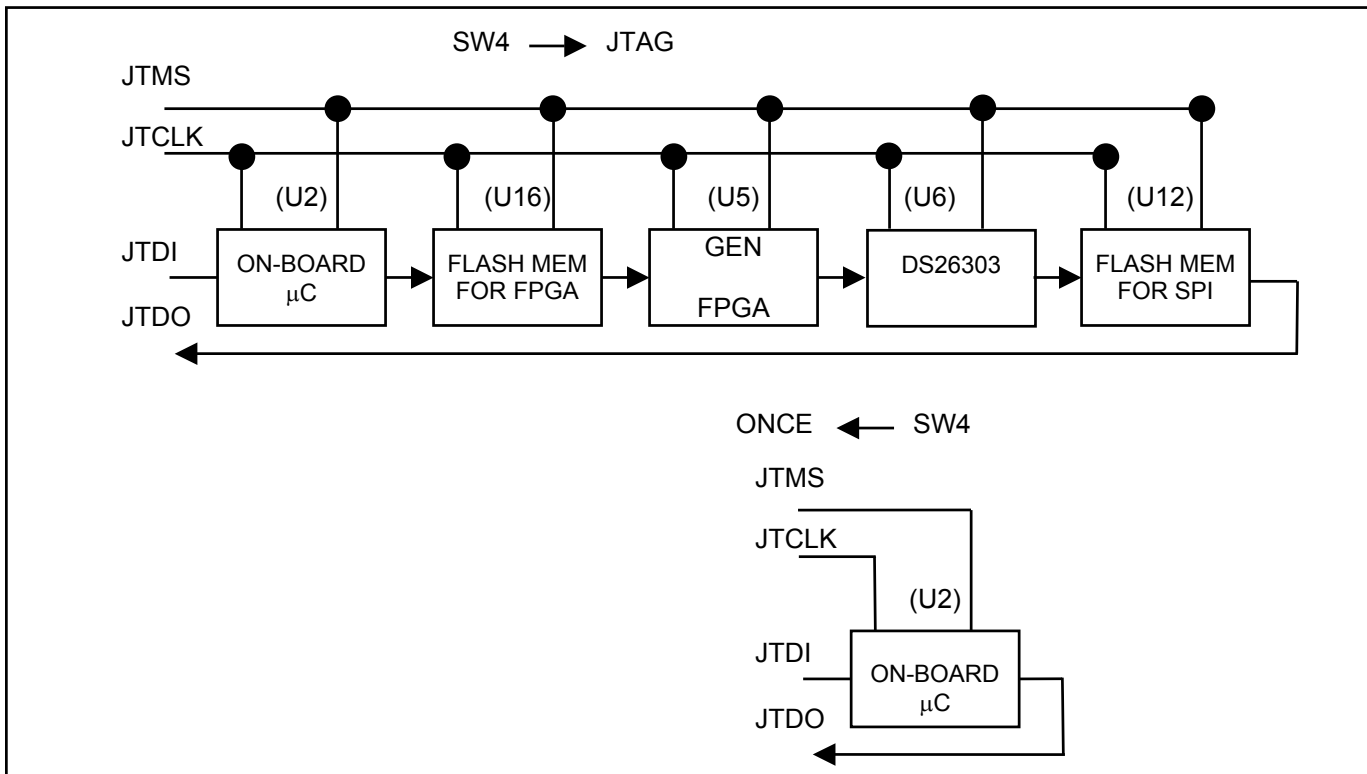 SW4 JTAG
JTMS
JTCLK
(U2) (U16) (U5) (U6) (U12)
JTDI
ON-BOARD
μC
FLASH MEM
FOR FPGA
GEN
FPGA
DS26303
FLASH MEM
FOR SPI
JTDO
ONCE SW4
JTMS
JTCLK
(U2)
JTDI
ON-BOARD
μC
JTDO